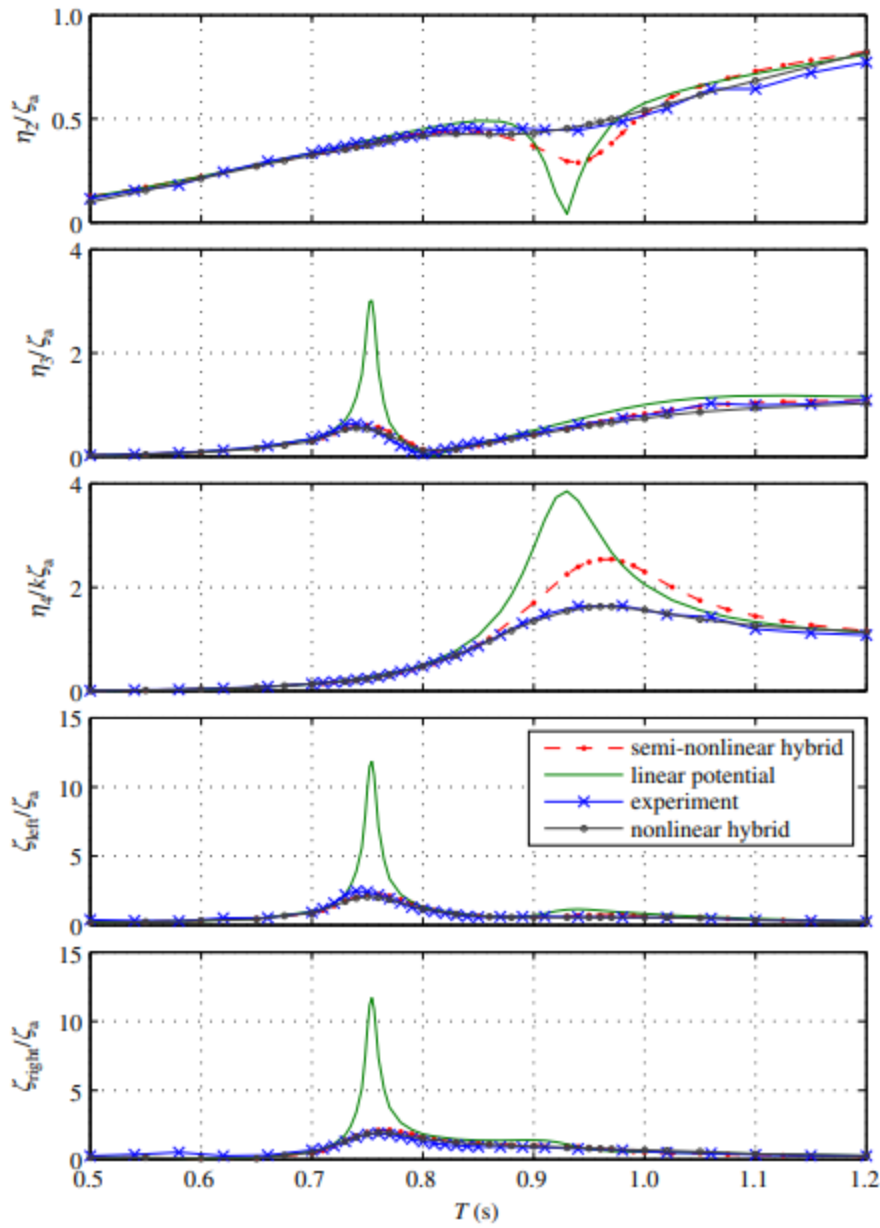 1.0
0.5
0
η2/ζa
4
2
0
η3/ζa
4
2
0
η4/kζa
15
10
5
0
ζleft/ζa
semi-nonlinear hybrid
linear potential
experiment
nonlinear hybrid
15
10
5
0
ζright/ζa
0.5 0.6 0.7 0.8 0.9 1.0 1.1 1.2
T (s)